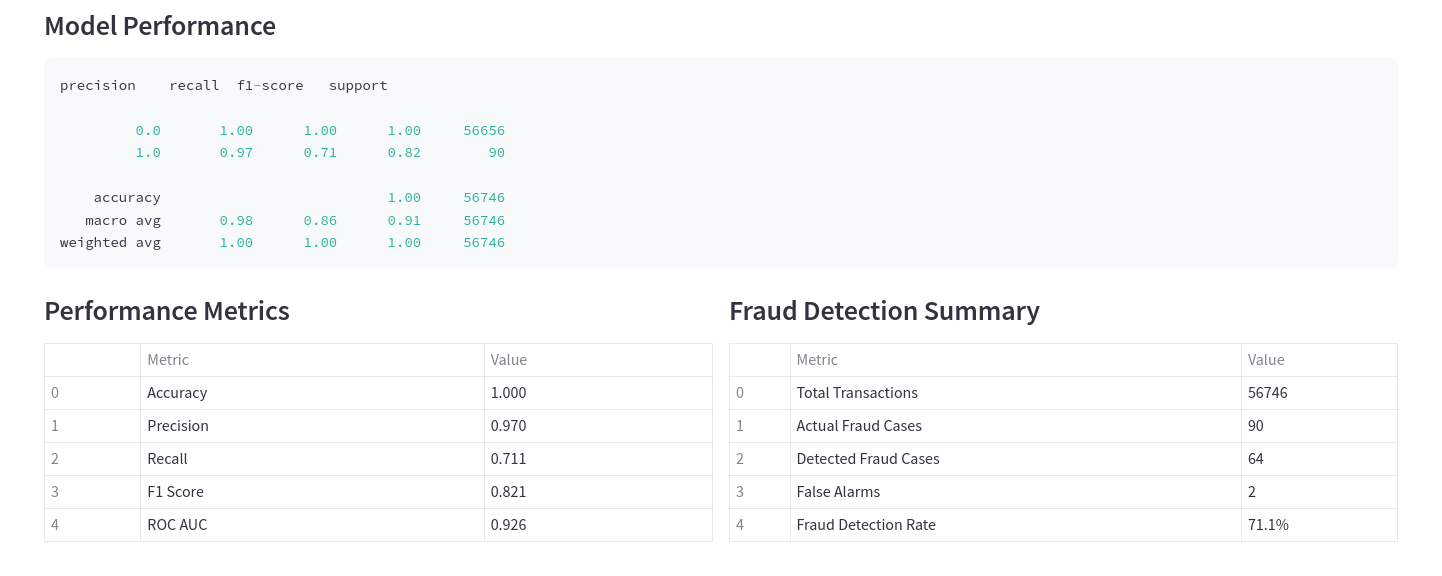 Model Performance
precision    recall  f1-score   support
0.0       1.00      1.00      1.00     56656
1.0       0.97      0.71      0.82        90
accuracy                           1.00     56746
macro avg       0.98      0.86      0.91     56746
weighted avg       1.00      1.00      1.00     56746
Performance Metrics
Metric Value
0 Accuracy 1.000
1 Precision 0.970
2 Recall 0.711
3 F1 Score 0.821
4 ROC AUC 0.926
Fraud Detection Summary
Metric Value
0 Total Transactions 56746
1 Actual Fraud Cases 90
2 Detected Fraud Cases 64
3 False Alarms 2
4 Fraud Detection Rate 71.1%